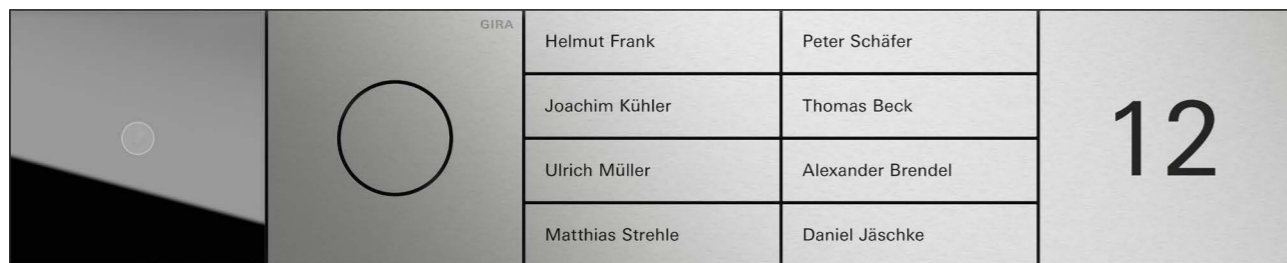 GIRA
Helmut Frank
Peter Schäfer
Joachim Kühler
Thomas Beck
Ulrich Müller
Alexander Brendel
Matthias Strehle
Daniel Jäschke
12